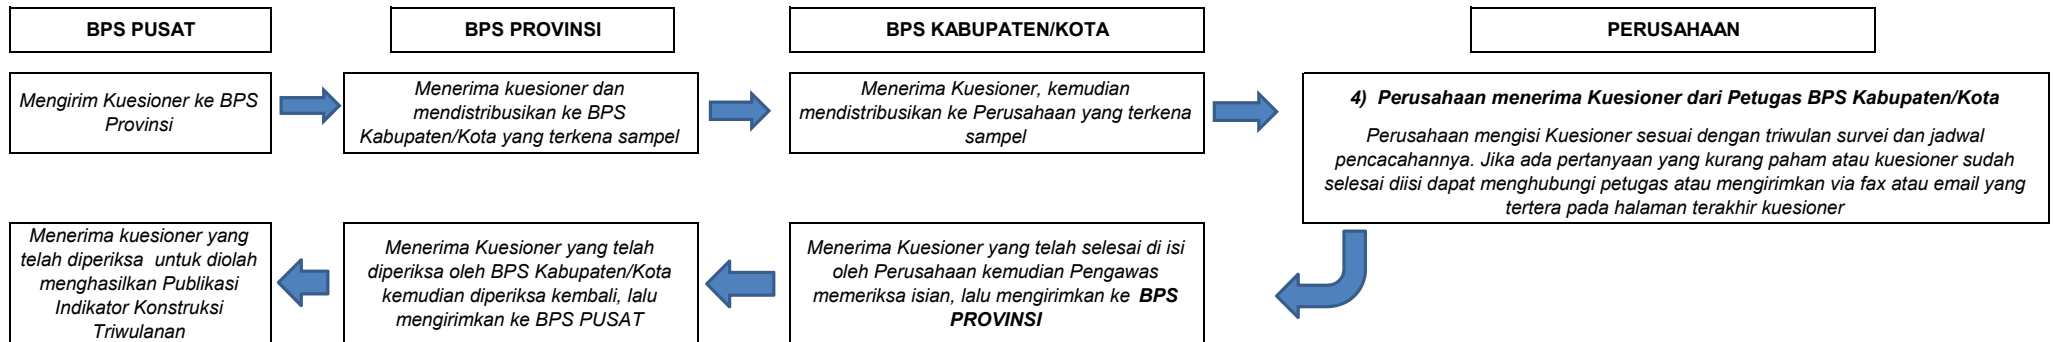 BPS PUSAT
BPS PROVINSI
BPS KABUPATEN/KOTA
PERUSAHAAN
Mengirim Kuesioner ke BPS
Provinsi
Menerima kuesioner dan
mendistribusikan ke BPS
Kabupaten/Kota yang terkena sampel
Menerima Kuesioner, kemudian
mendistribusikan ke Perusahaan yang terkena
sampel
4) Perusahaan menerima Kuesioner dari Petugas BPS Kabupaten/Kota
Perusahaan mengisi Kuesioner sesuai dengan triwulan survei dan jadwal
pencacahannya. Jika ada pertanyaan yang kurang paham atau kuesioner sudah
selesai diisi dapat menghubungi petugas atau mengirimkan via fax atau email yang
tertera pada halaman terakhir kuesioner
Menerima kuesioner yang
telah diperiksa untuk diolah
menghasilkan Publikasi
Indikator Konstruksi
Triwulanan
Menerima Kuesioner yang telah
diperiksa oleh BPS Kabupaten/Kota
kemudian diperiksa kembali, lalu
mengirimkan ke BPS PUSAT
Menerima Kuesioner yang telah selesai di isi
oleh Perusahaan kemudian Pengawas
memeriksa isian, lalu mengirimkan ke BPS
PROVINSI